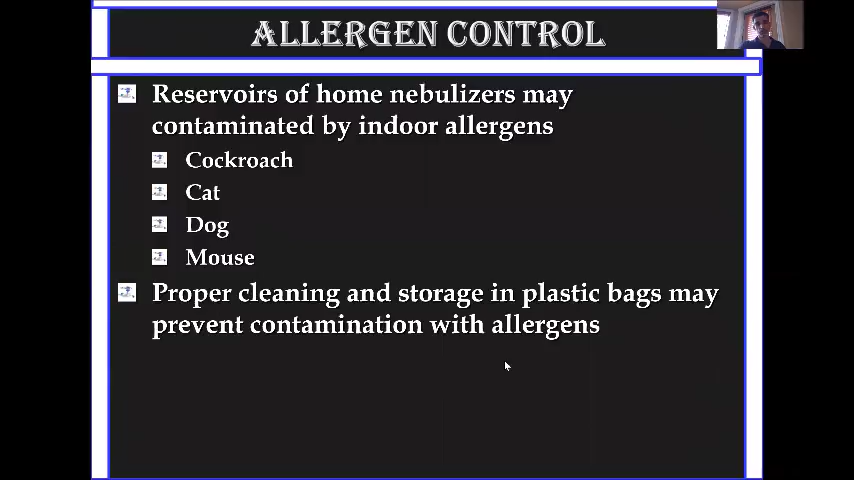 ALLERGEN CONTROL
Reservoirs of home nebulizers may
contaminated by indoor allergens
Cockroach
Cat
Dog
Mouse
Proper cleaning and storage in plastic bags may
prevent contamination with allergens